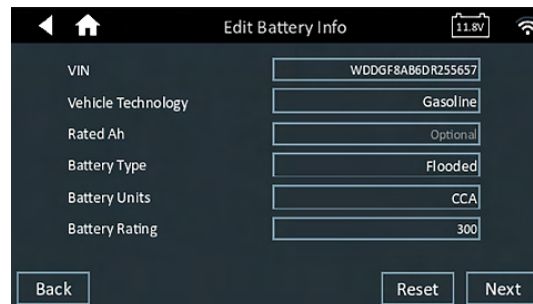 Edit Battery Info
11.8V
VIN
WDDGF8AB6DR255657
Vehicle Technology
Gasoline
Rated Ah
Optional
Battery Type
Flooded
Battery Units
CCA
Battery Rating
300
Back
Reset
Next